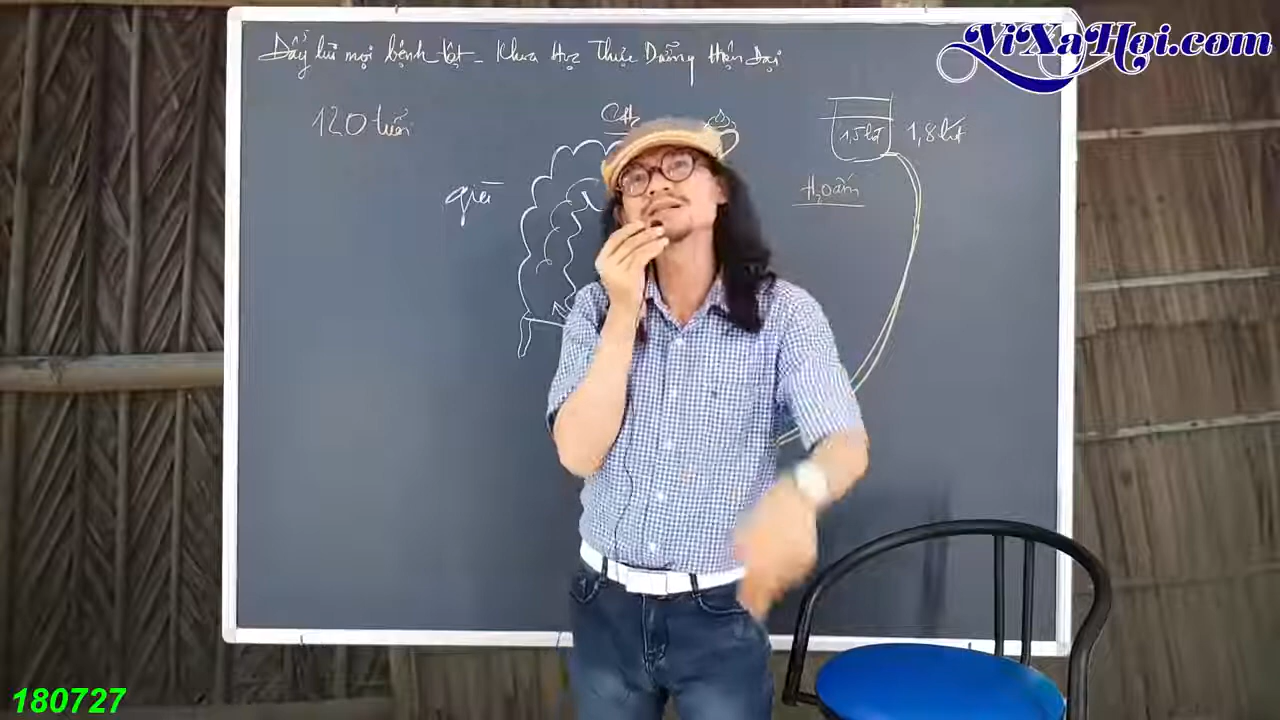 ViXaHoi.com
Đẩy lùi mọi bệnh tật - Khoa Học Thực Dưỡng Hiện đại
120 tuổi
1,5 lít 1,8 lít
già
H₂O ấm
180727